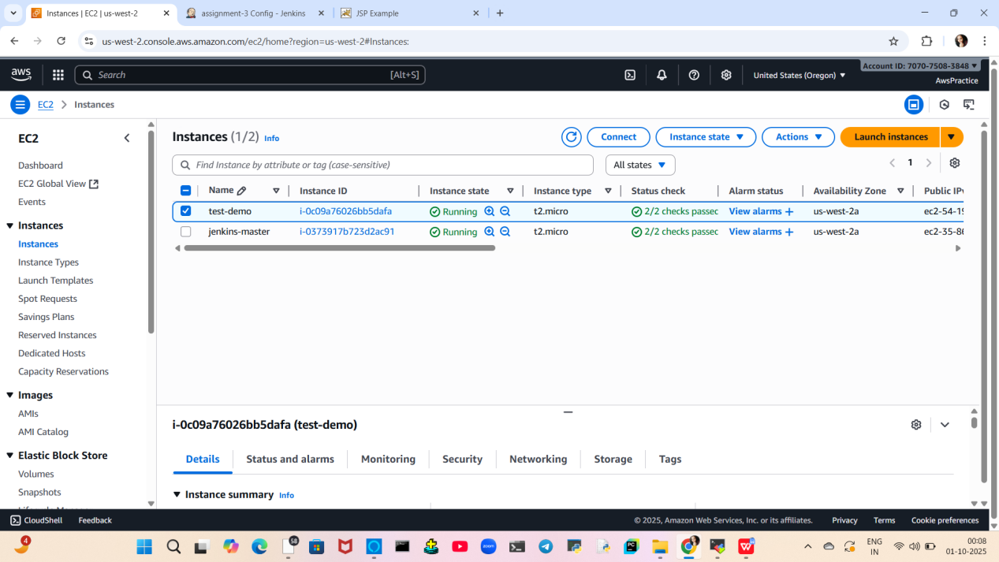 Instances | EC2 | us-west-2
assignment-3 Config - Jenkins
JSP Example
us-west-2.console.aws.amazon.com/ec2/home?region=us-west-2#Instances:
aws
Search
[Alt+S]
United States (Oregon)
Account ID: 7070-7508-3848
AwsPractice
EC2
Instances
EC2
Dashboard
EC2 Global View
Events
Instances
Instances
Instance Types
Launch Templates
Spot Requests
Savings Plans
Reserved Instances
Dedicated Hosts
Capacity Reservations
Images
AMIs
AMI Catalog
Elastic Block Store
Volumes
Snapshots
Instances (1/2) Info
Connect
Instance state
Actions
Launch instances
Find Instance by attribute or tag (case-sensitive)
All states
1
Name Instance ID Instance state Instance type Status check Alarm status Availability Zone Public IPv
test-demo i-0c09a76026bb5dafa Running t2.micro 2/2 checks passec View alarms + us-west-2a ec2-54-19
jenkins-master i-0373917b723d2ac91 Running t2.micro 2/2 checks passec View alarms + us-west-2a ec2-35-86
i-0c09a76026bb5dafa (test-demo)
Details Status and alarms Monitoring Security Networking Storage Tags
Instance summary Info
CloudShell Feedback © 2025, Amazon Web Services, Inc. or its affiliates. Privacy Terms Cookie preferences
4
58
zoom
PC
ENG
IN
00:08
01-10-2025